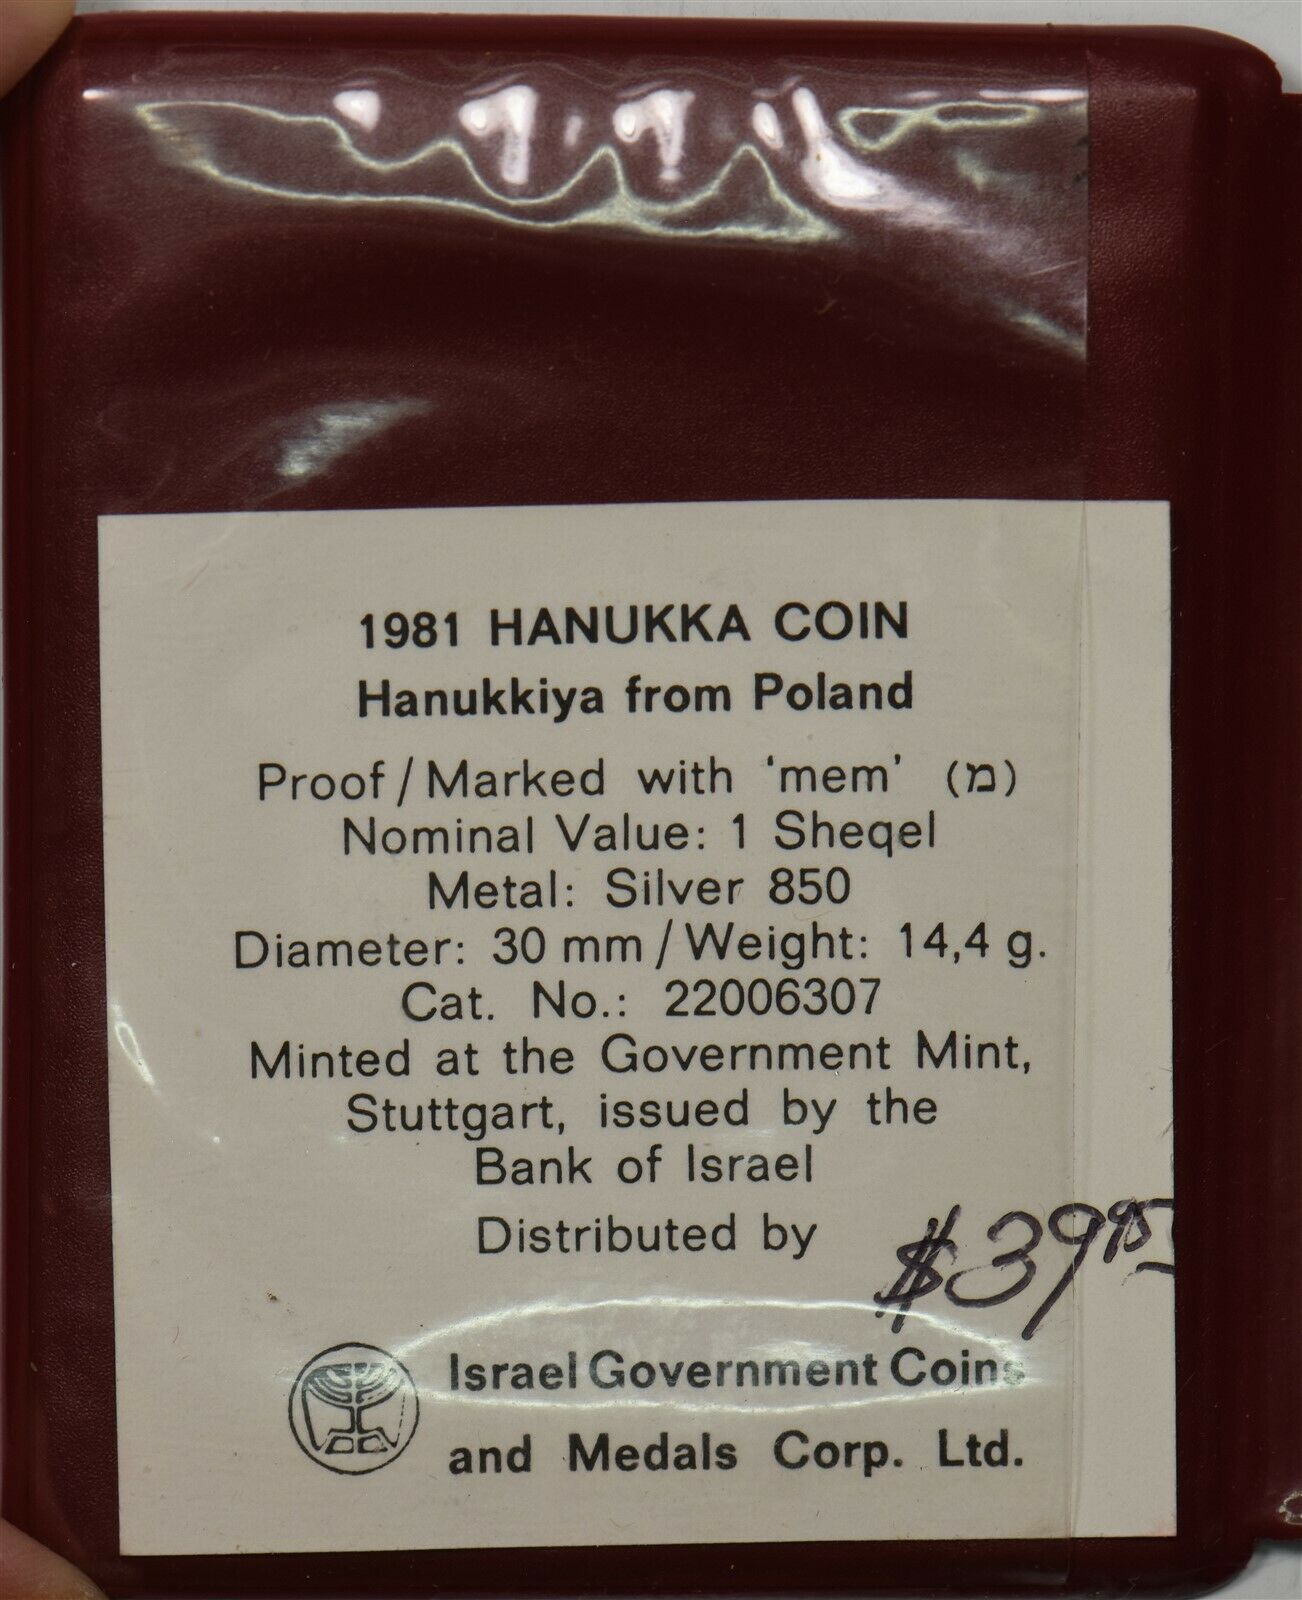 1981 HANUKKA COIN
Hanukkiya from Poland
Proof / Marked with 'mem' (מ)
Nominal Value: 1 Sheqel
Metal: Silver 850
Diameter: 30 mm / Weight: 14,4 g.
Cat. No.: 22006307
Minted at the Government Mint,
Stuttgart, issued by the
Bank of Israel
Distributed by
$39 95
Israel Government Coins
and Medals Corp. Ltd.